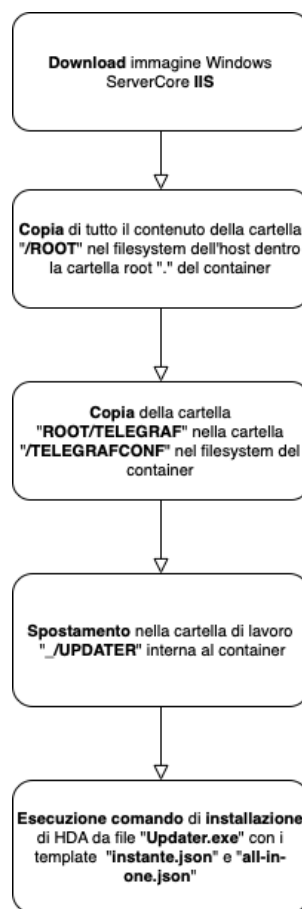 Download immagine Windows
ServerCore IIS
Copia di tutto il contenuto della cartella
"/ROOT" nel filesystem dell'host dentro
la cartella root "." del container
Copia della cartella
"ROOT/TELEGRAF" nella cartella
"/TELEGRAFCONF" nel filesystem del
container
Spostamento nella cartella di lavoro
"_/UPDATER" interna al container
Esecuzione comando di installazione
di HDA da file "Updater.exe" con i
template "instante.json" e "all-in-
one.json"